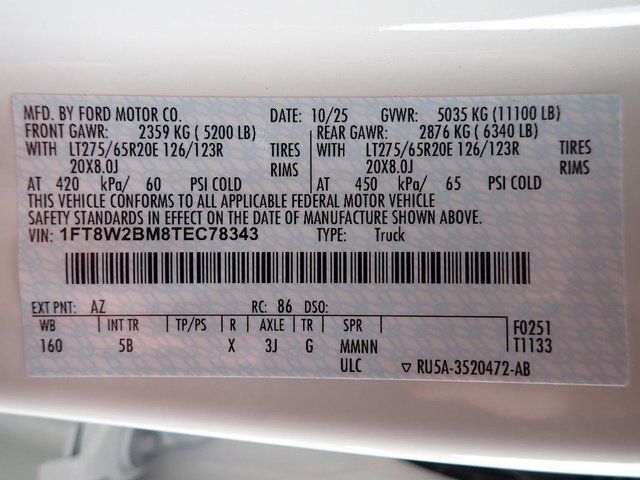 MFD. BY FORD MOTOR CO. DATE: 10/25 GVWR: 5035 KG (11100 LB)
FRONT GAWR: 2359 KG ( 5200 LB) REAR GAWR: 2876 KG ( 6340 LB)
WITH LT275/65R20E 126/123R TIRES WITH LT275/65R20E 126/123R TIRES
20X8.0J RIMS 20X8.0J RIMS
AT 420 kPa/ 60 PSI COLD AT 450 kPa/ 65 PSI COLD
THIS VEHICLE CONFORMS TO ALL APPLICABLE FEDERAL MOTOR VEHICLE
SAFETY STANDARDS IN EFFECT ON THE DATE OF MANUFACTURE SHOWN ABOVE.
VIN: 1FT8W2BM8TEC78343 TYPE: Truck
EXT PNT: AZ RC: 86 DSO:
WB INT TR TP/PS R AXLE TR SPR F0251
160 5B X 3J G MMNN T1133
ULC ▽ RU5A-3520472-AB